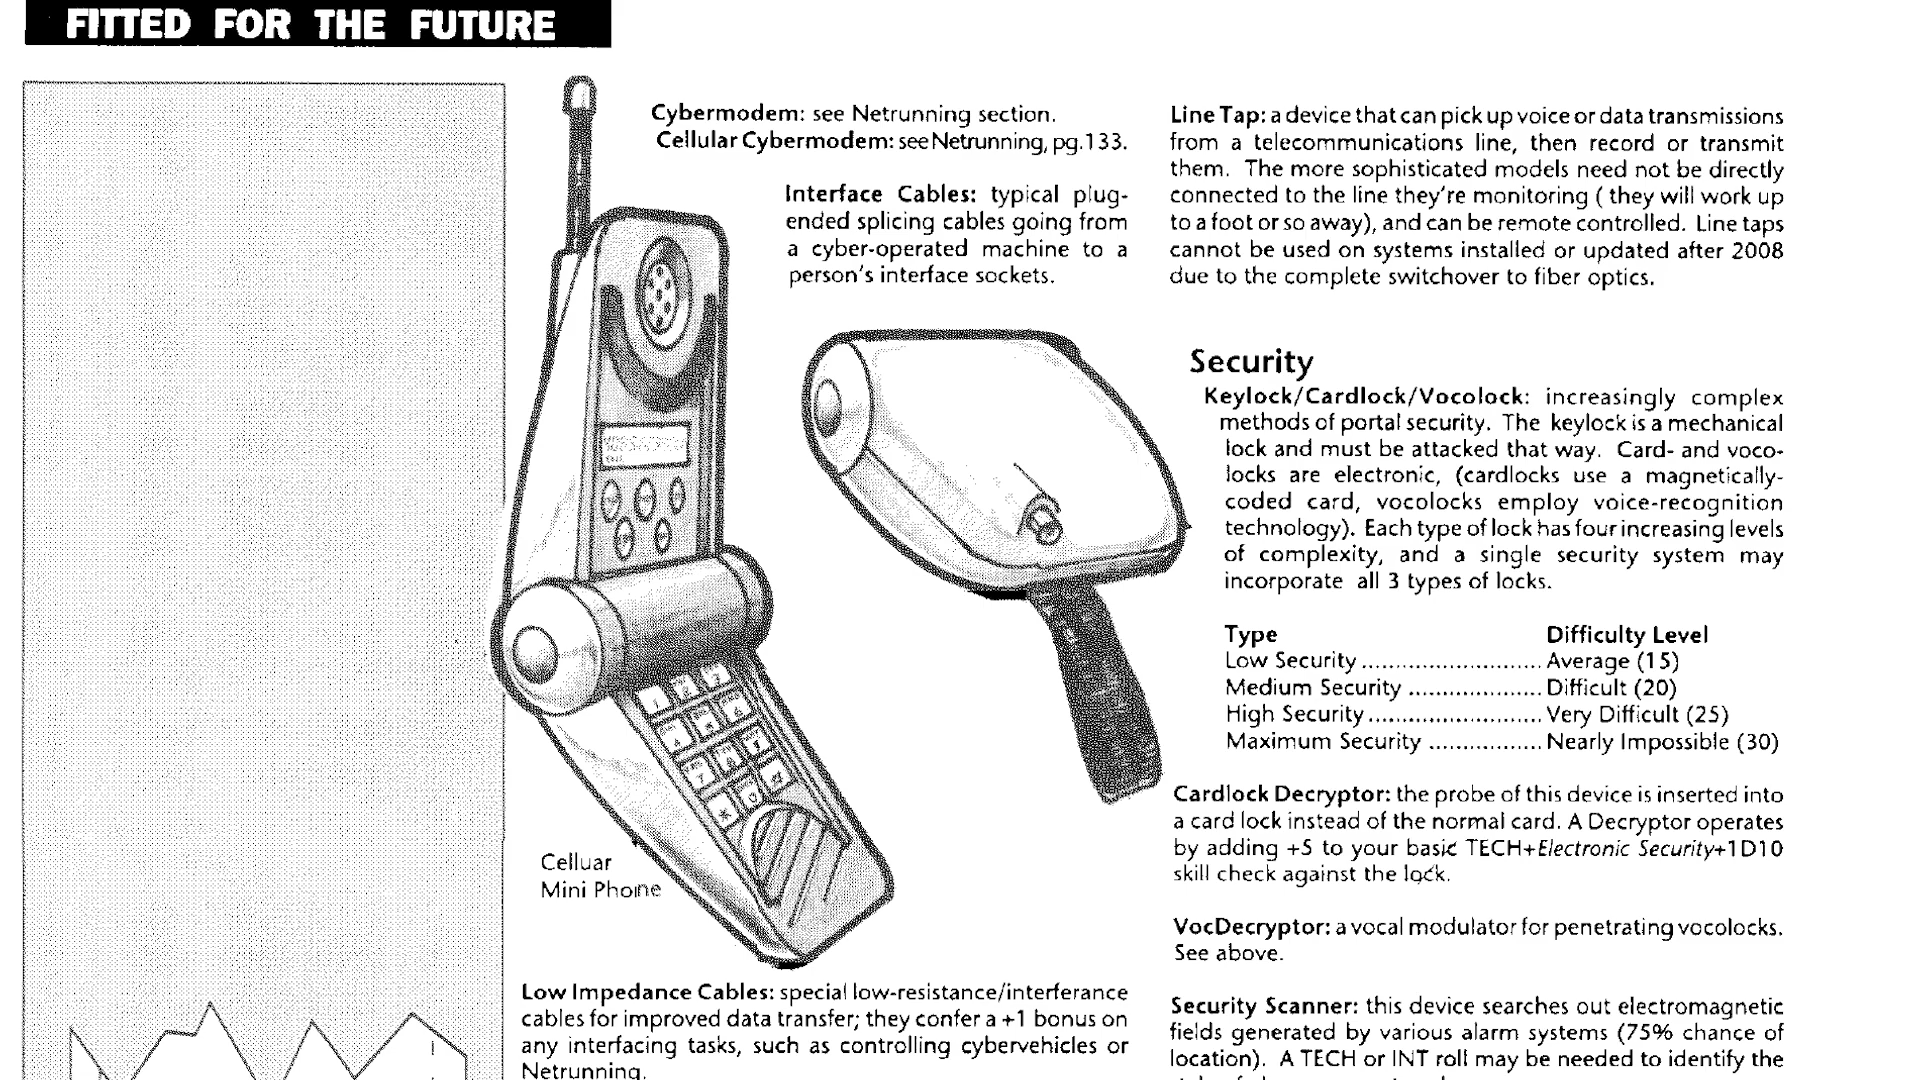 FITTED FOR THE FUTURE
Cybermodem: see Netrunning section.
Cellular Cybermodem: see Netrunning, pg.133.
Interface Cables: typical plug-
ended splicing cables going from
a cyber-operated machine to a
person's interface sockets.
Celluar
Mini Phone
Low Impedance Cables: special low-resistance/interferance
cables for improved data transfer; they confer a +1 bonus on
any interfacing tasks, such as controlling cybervehicles or
Netrunning.
Line Tap: a device that can pick up voice or data transmissions
from a telecommunications line, then record or transmit
them. The more sophisticated models need not be directly
connected to the line they're monitoring ( they will work up
to a foot or so away), and can be remote controlled. Line taps
cannot be used on systems installed or updated after 2008
due to the complete switchover to fiber optics.
Security
Keylock/Cardlock/Vocolock: increasingly complex
methods of portal security. The keylock is a mechanical
lock and must be attacked that way. Card- and voco-
locks are electronic, (cardlocks use a magnetically-
coded card, vocolocks employ voice-recognition
technology). Each type of lock has four increasing levels
of complexity, and a single security system may
incorporate all 3 types of locks.
Type Difficulty Level
Low Security ........................... Average (15)
Medium Security .................... Difficult (20)
High Security .......................... Very Difficult (25)
Maximum Security ................. Nearly Impossible (30)
Cardlock Decryptor: the probe of this device is inserted into
a card lock instead of the normal card. A Decryptor operates
by adding +5 to your basic TECH+Electronic Security+1D10
skill check against the lock.
VocDecryptor: a vocal modulator for penetrating vocolocks.
See above.
Security Scanner: this device searches out electromagnetic
fields generated by various alarm systems (75% chance of
location). A TECH or INT roll may be needed to identify the